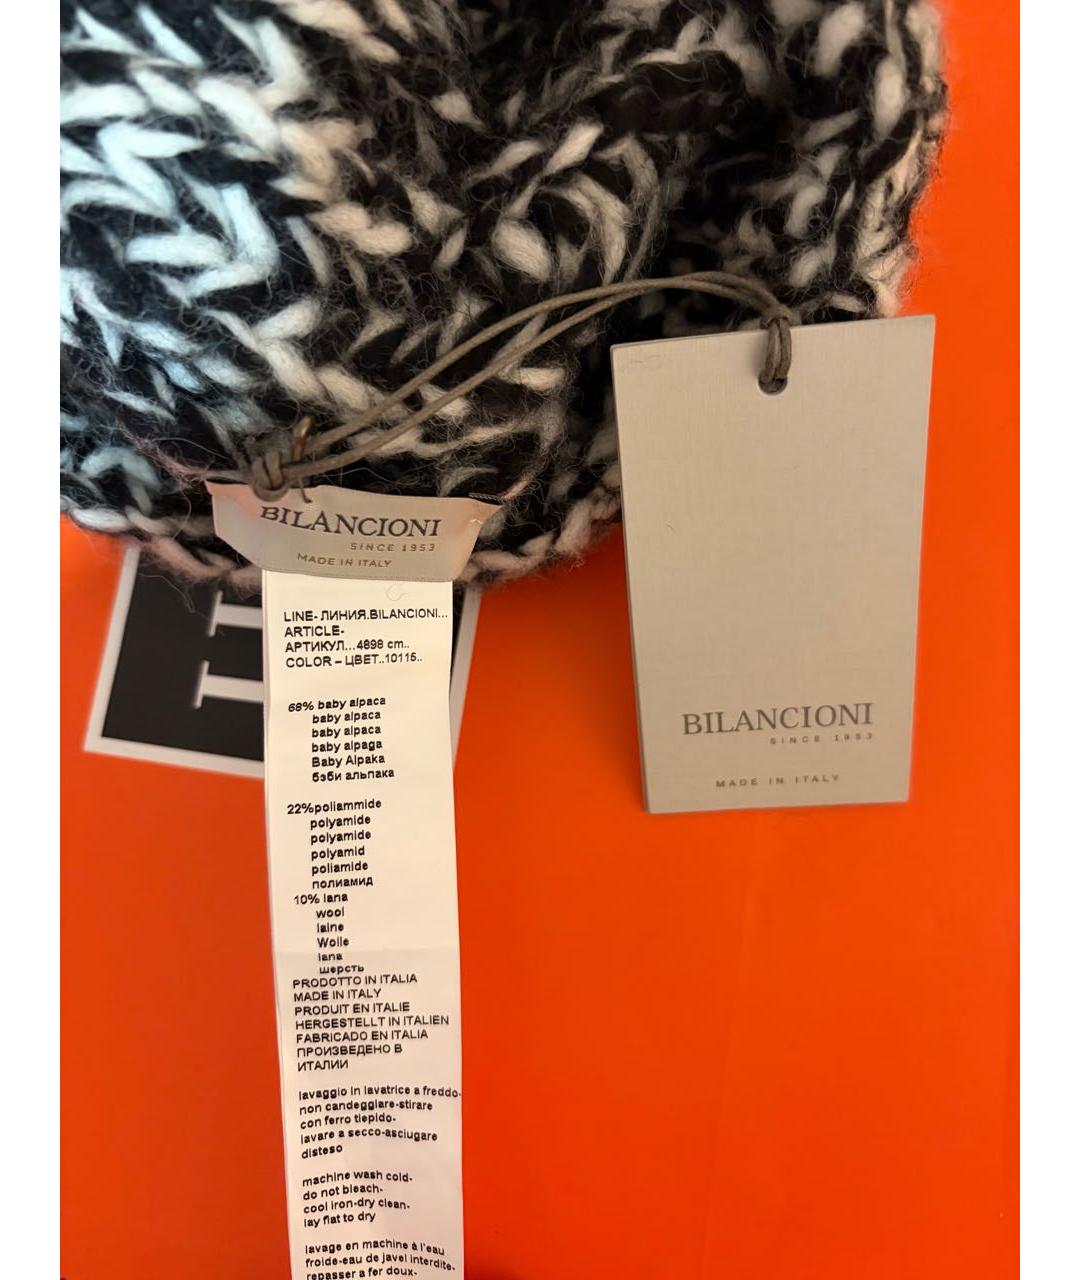 BILANCIONI
SINCE 1953
MADE IN ITALY
LINE- ЛИНИЯ.BILANCIONI...
ARTICLE-
АРТИКУЛ...4898 cm..
COLOR – ЦВЕТ..10115..
68% baby alpaca
baby alpaca
baby alpaca
baby alpaga
Baby Alpaka
бэби альпака
22%poliammide
polyamide
polyamide
polyamid
poliamide
полиамид
10% lana
wool
laine
Wolle
lana
шерсть
PRODOTTO IN ITALIA
MADE IN ITALY
PRODUIT EN ITALIE
HERGESTELLT IN ITALIEN
FABRICADO EN ITALIA
ПРОИЗВЕДЕНО В
ИТАЛИИ
lavaggio in lavatrice a freddo-
non candeggiare-stirare
con ferro tiepido-
lavare a secco-asciugare
disteso
machine wash cold-
do not bleach-
cool iron-dry clean-
lay flat to dry
lavage en machine à l'eau
froide-eau de javel interdite-
repasser a fer doux-
BILANCIONI
SINCE 1953
MADE IN ITALY